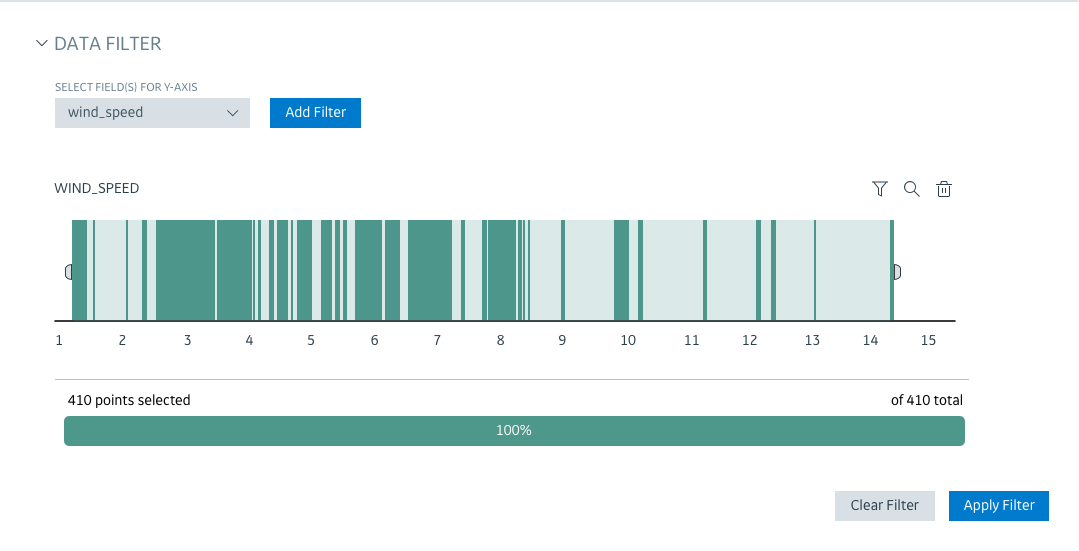 DATA FILTER
SELECT FIELD(S) FOR Y-AXIS
wind_speed
Add Filter
WIND_SPEED
1 2 3 4 5 6 7 8 9 10 11 12 13 14 15
410 points selected of 410 total
100%
Clear Filter Apply Filter